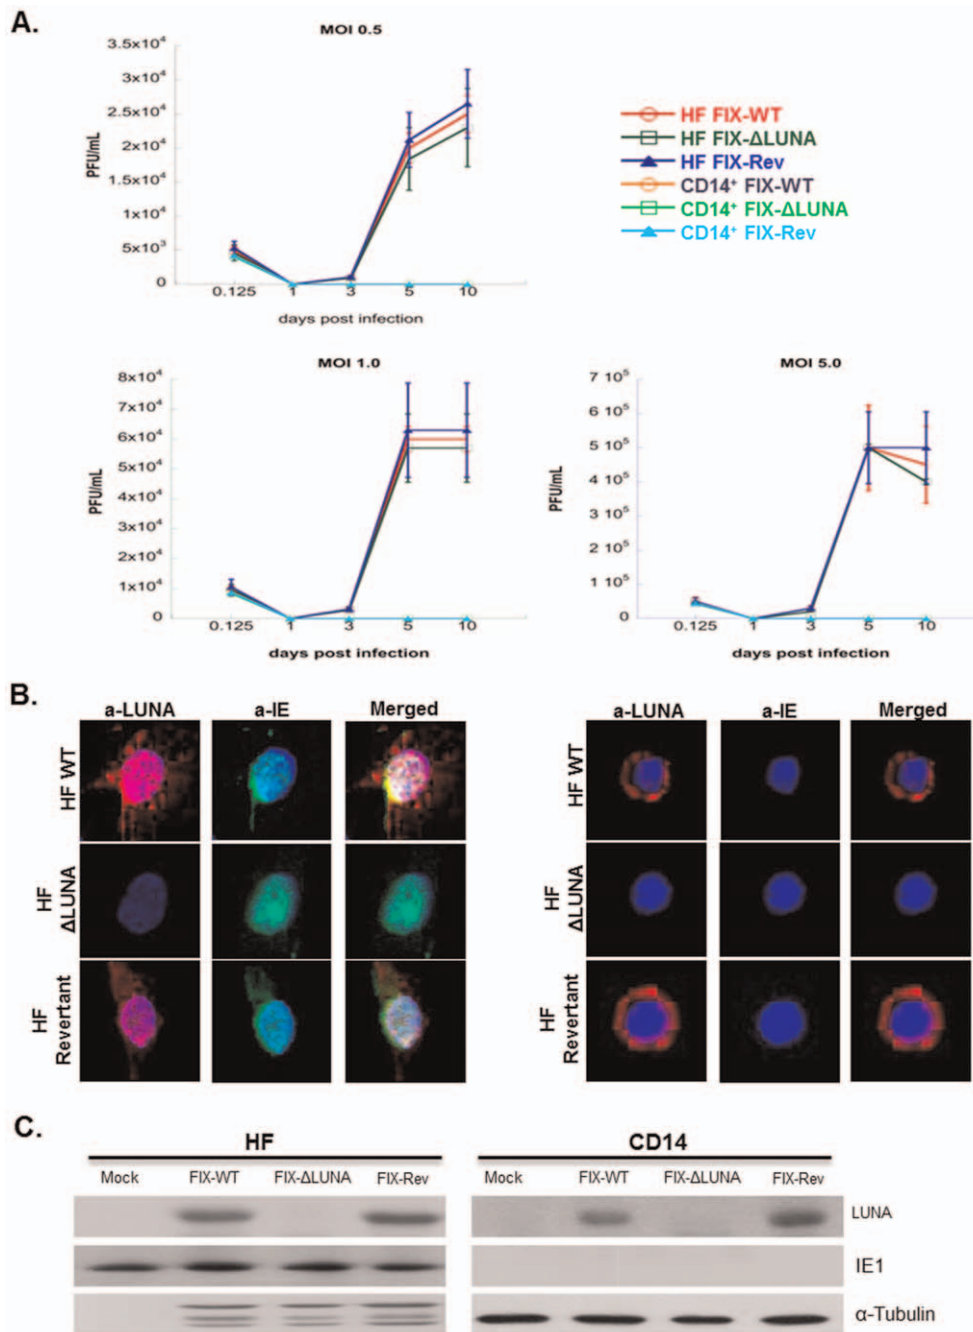 A.
MOI 0.5
3.5x10⁴
3x10⁴
2.5x10⁴
2x10⁴
1.5x10⁴
1x10⁴
5x10³
0
PFU/mL
0.125 1 3 5 10
days post infection
HF FIX-WT
HF FIX-ΔLUNA
HF FIX-Rev
CD14⁺ FIX-WT
CD14⁺ FIX-ΔLUNA
CD14⁺ FIX-Rev
MOI 1.0
8x10⁴
7x10⁴
6x10⁴
5x10⁴
4x10⁴
3x10⁴
2x10⁴
1x10⁴
0
PFU/mL
0.125 1 3 5 10
days post infection
MOI 5.0
7 10⁵
6 10⁵
5 10⁵
4 10⁵
3 10⁵
2 10⁵
1 10⁵
0
PFU/mL
0.125 1 3 5 10
days post infection
B.
a-LUNA a-IE Merged
HF WT
HF
ΔLUNA
HF
Revertant
a-LUNA a-IE Merged
HF WT
HF
ΔLUNA
HF
Revertant
C.
HF
Mock FIX-WT FIX-ΔLUNA FIX-Rev
CD14
Mock FIX-WT FIX-ΔLUNA FIX-Rev
LUNA
IE1
α-Tubulin